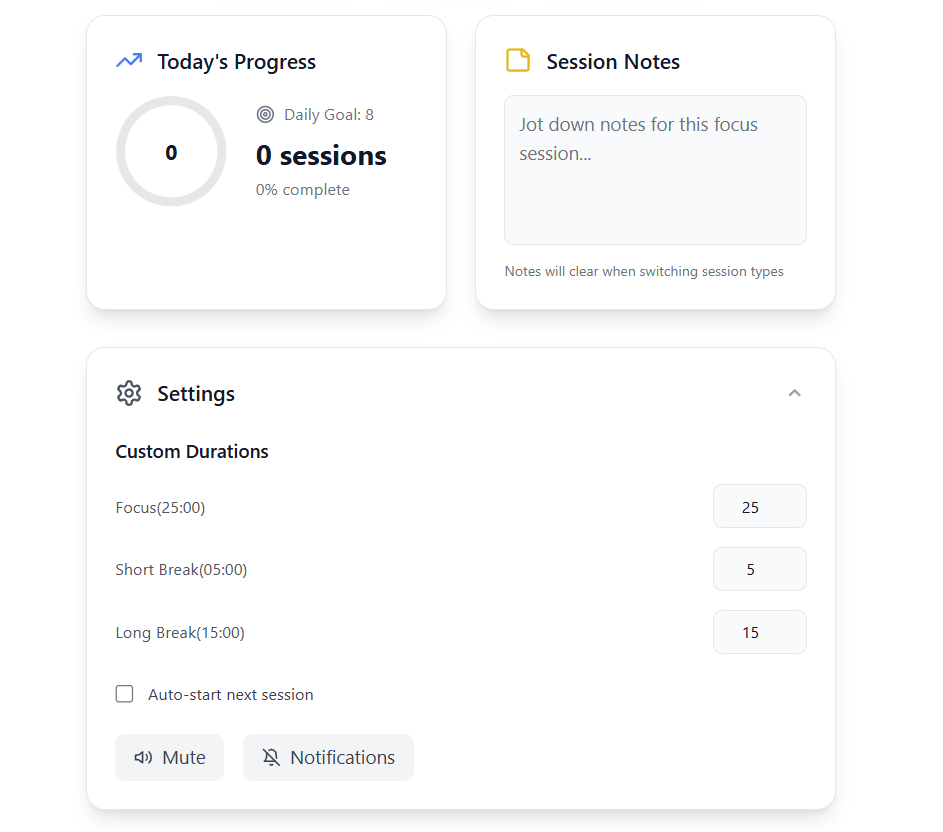 Today's Progress
0
Daily Goal: 8
0 sessions
0% complete
Session Notes
Jot down notes for this focus
session...
Notes will clear when switching session types
Settings
Custom Durations
Focus(25:00)
25
Short Break(05:00)
5
Long Break(15:00)
15
Auto-start next session
Mute
Notifications